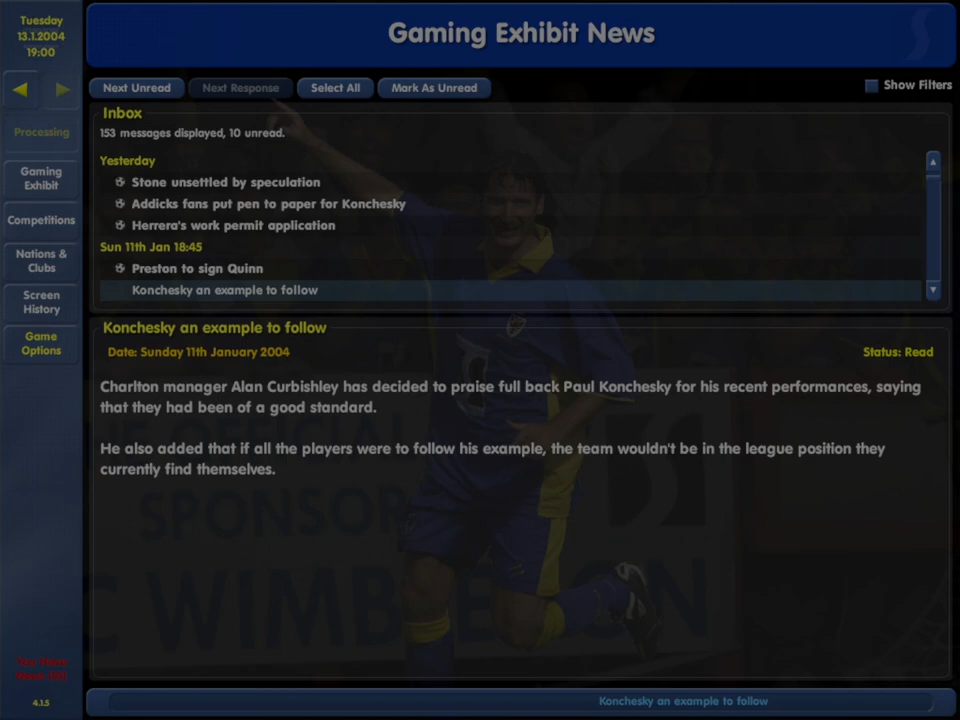 Tuesday
13.1.2004
19:00
Gaming Exhibit News
Next Unread
Next Response
Select All
Mark As Unread
Show Filters
Processing
Gaming
Exhibit
Competitions
Nations &
Clubs
Screen
History
Game
Options
Inbox
153 messages displayed, 10 unread.
Yesterday
Stone unsettled by speculation
Addicks fans put pen to paper for Konchesky
Herrera's work permit application
Sun 11th Jan 18:45
Preston to sign Quinn
Konchesky an example to follow
Konchesky an example to follow
Date: Sunday 11th January 2004
Status: Read
Charlton manager Alan Curbishley has decided to praise full back Paul Konchesky for his recent performances, saying
that they had been of a good standard.
He also added that if all the players were to follow his example, the team wouldn't be in the league position they
currently find themselves.
OFFICIAL
SPONSOR
4.1.5
Konchesky an example to follow